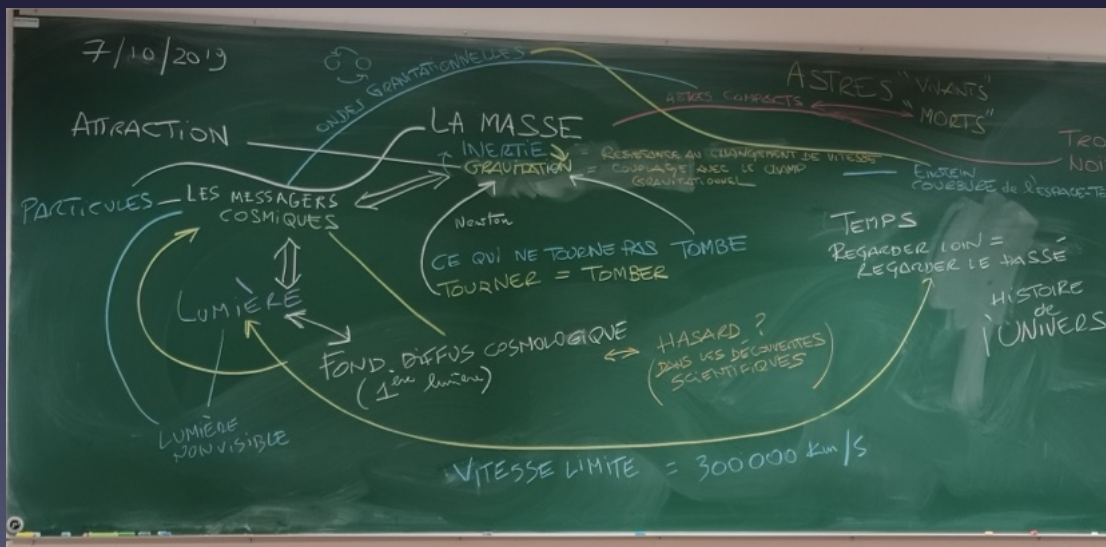 7/10/2019
ONDES GRAVITATIONNELLES
ASTRES "VIVANTS"
"MORTS"
ASTRES COMPACTS
ATTRACTION
LA MASSE
INERTIE = RÉSISTANCE AU CHANGEMENT DE VITESSE
GRAVITATION = COUPLAGE AVEC LE CHAMP
GRAVITATIONNEL
TRO
NOI
EINSTEIN
COURBURE de l'ESPACE-TE
PARTICULES
LES MESSAGERS
COSMIQUES
Newton
CE QUI NE TOURNE PAS TOMBE
TOURNER = TOMBER
TEMPS
REGARDER LOIN =
REGARDER LE PASSÉ
HISTOIRE
de
l'UNIVERS
LUMIÈRE
FOND DIFFUS COSMOLOGIQUE
(1ère lumière)
HASARD ?
(DANS LES DÉCOUVERTES
SCIENTIFIQUES)
LUMIÈRE
NON VISIBLE
VITESSE LIMITE = 300 000 km/s